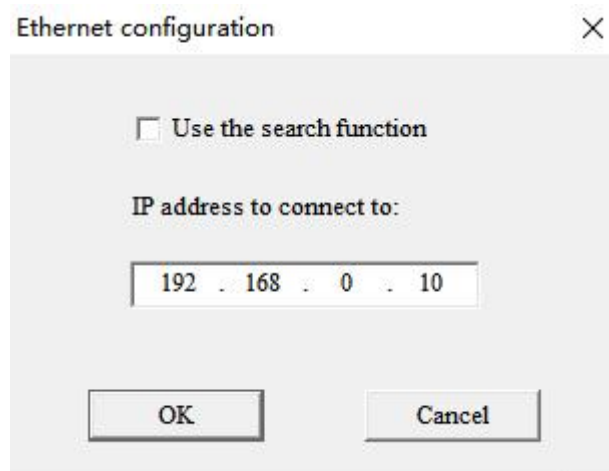 Ethernet configuration
Use the search function
IP address to connect to:
192 . 168 . 0 . 10
OK Cancel